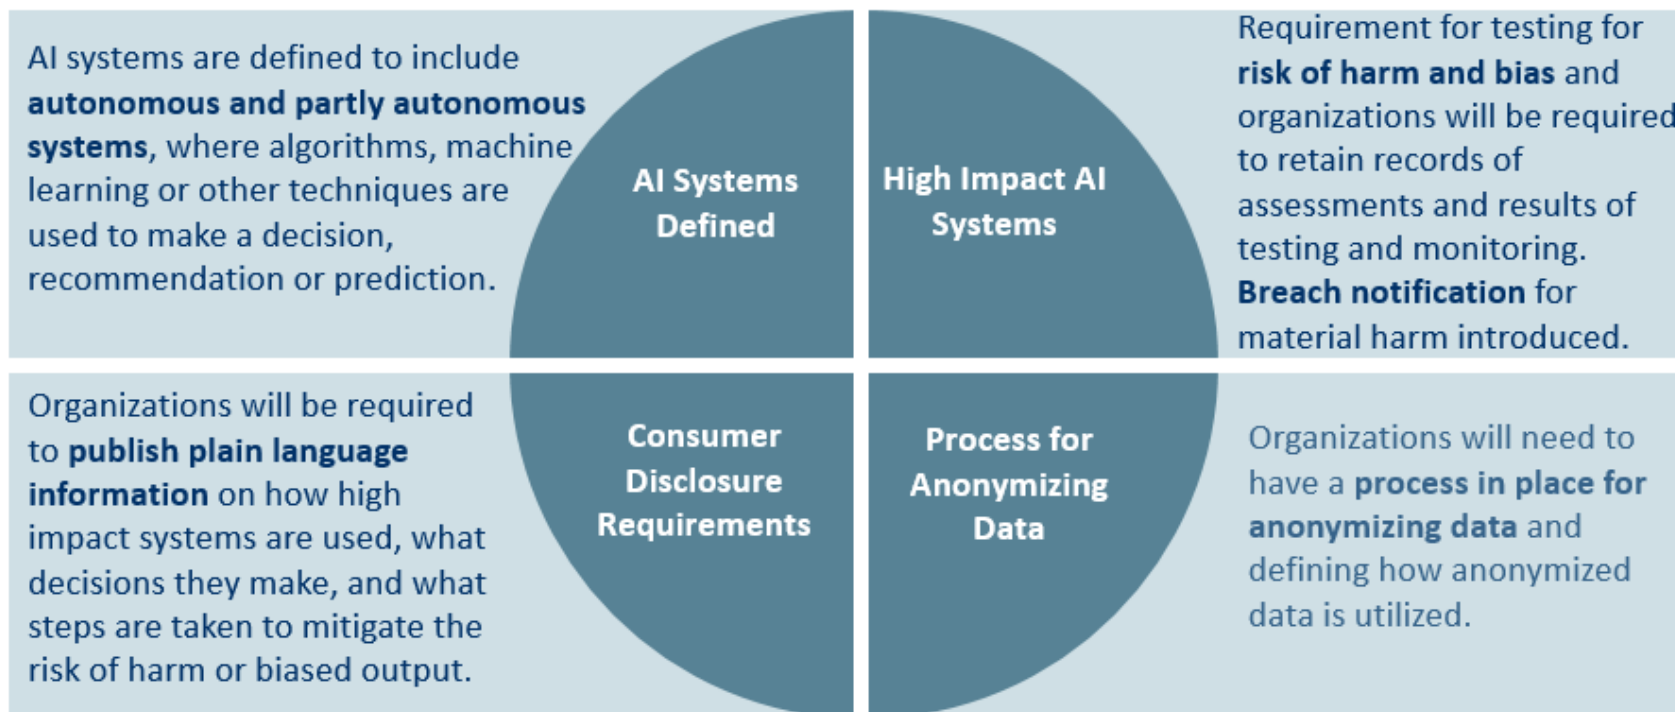 AI systems are defined to include
autonomous and partly autonomous
systems, where algorithms, machine
learning or other techniques are
used to make a decision,
recommendation or prediction.
AI Systems
Defined
High Impact AI
Systems
Requirement for testing for
risk of harm and bias and
organizations will be required
to retain records of
assessments and results of
testing and monitoring.
Breach notification for
material harm introduced.
Organizations will be required
to publish plain language
information on how high
impact systems are used, what
decisions they make, and what
steps are taken to mitigate the
risk of harm or biased output.
Consumer
Disclosure
Requirements
Process for
Anonymizing
Data
Organizations will need to
have a process in place for
anonymizing data and
defining how anonymized
data is utilized.